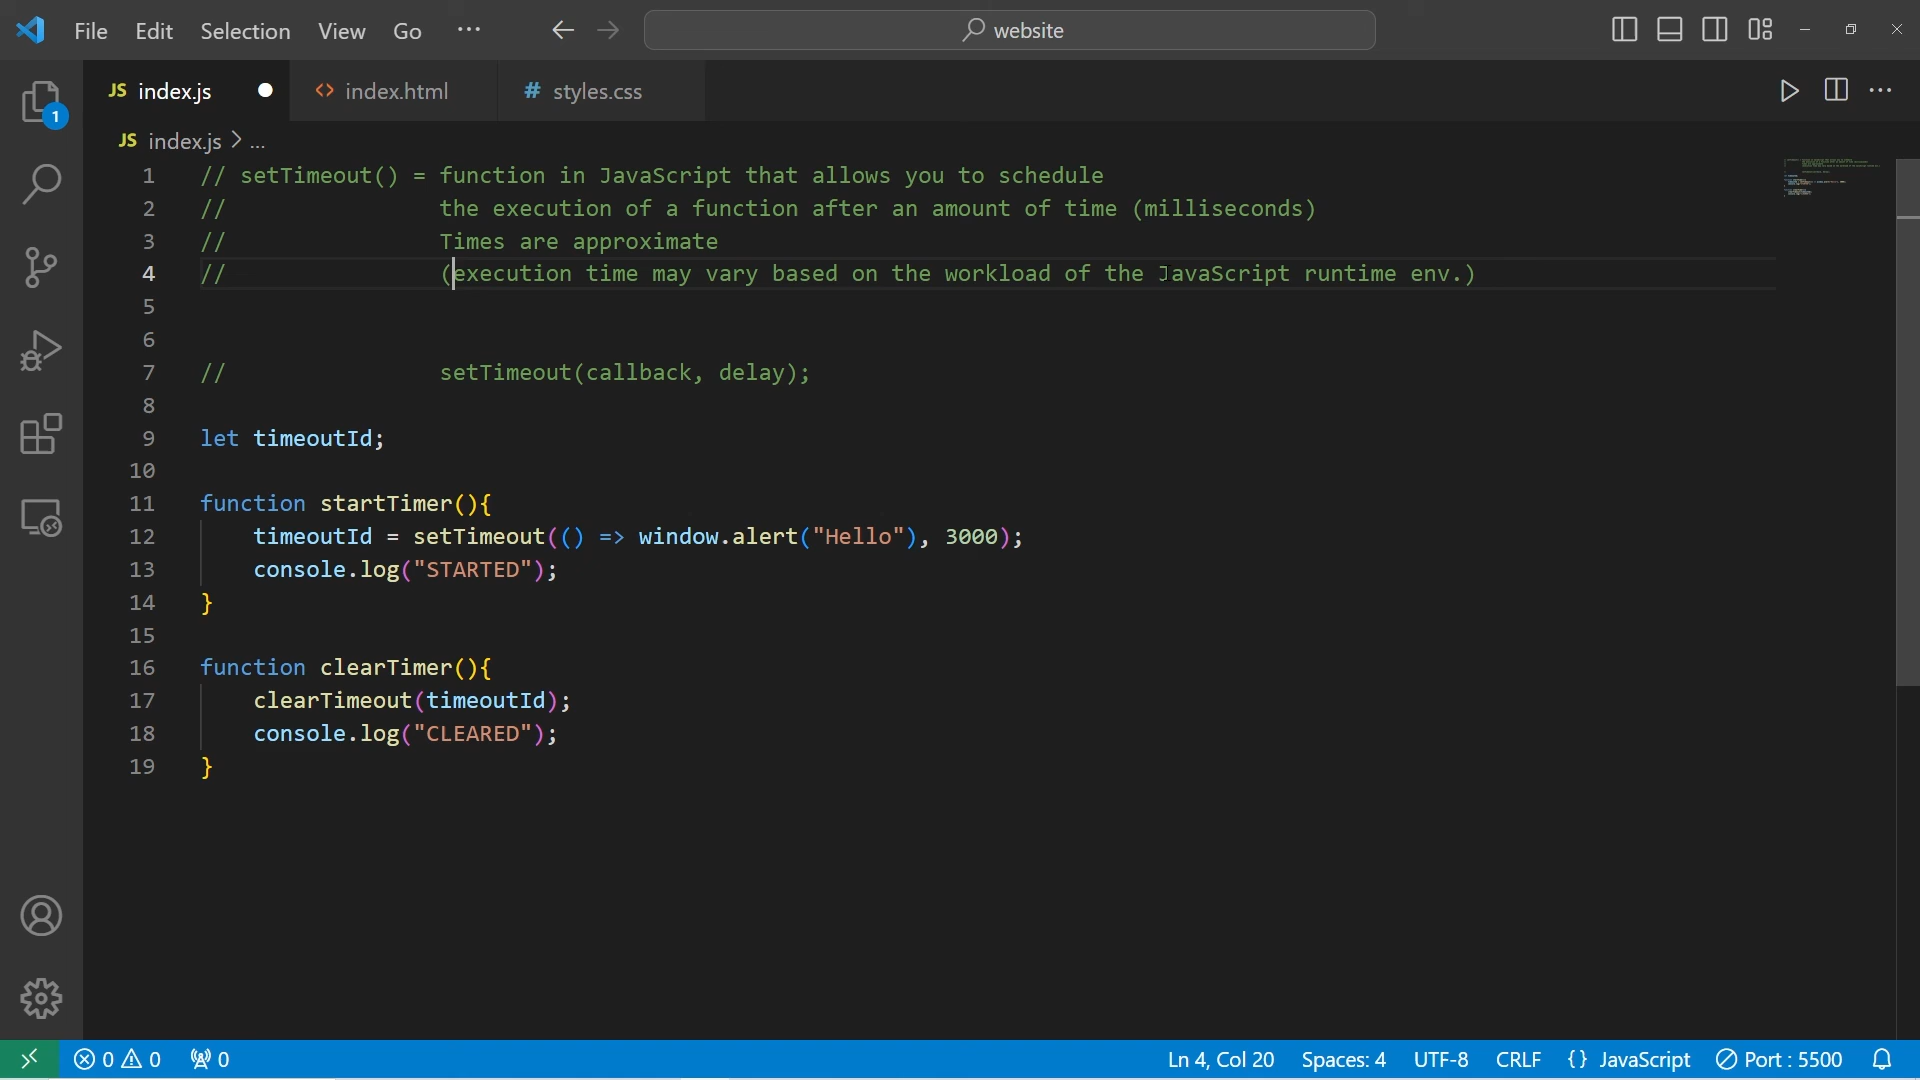 File Edit Selection View Go ··· website
JS index.js index.html # styles.css
JS index.js > ...
1 // setTimeout() = function in JavaScript that allows you to schedule
2 // the execution of a function after an amount of time (milliseconds)
3 // Times are approximate
4 // (execution time may vary based on the workload of the JavaScript runtime env.)
5
6
7 // setTimeout(callback, delay);
8
9 let timeoutId;
10
11 function startTimer(){
12 timeoutId = setTimeout(() => window.alert("Hello"), 3000);
13 console.log("STARTED");
14 }
15
16 function clearTimer(){
17 clearTimeout(timeoutId);
18 console.log("CLEARED");
19 }
1
0 0 0 Ln 4, Col 20 Spaces: 4 UTF-8 CRLF {} JavaScript Port : 5500